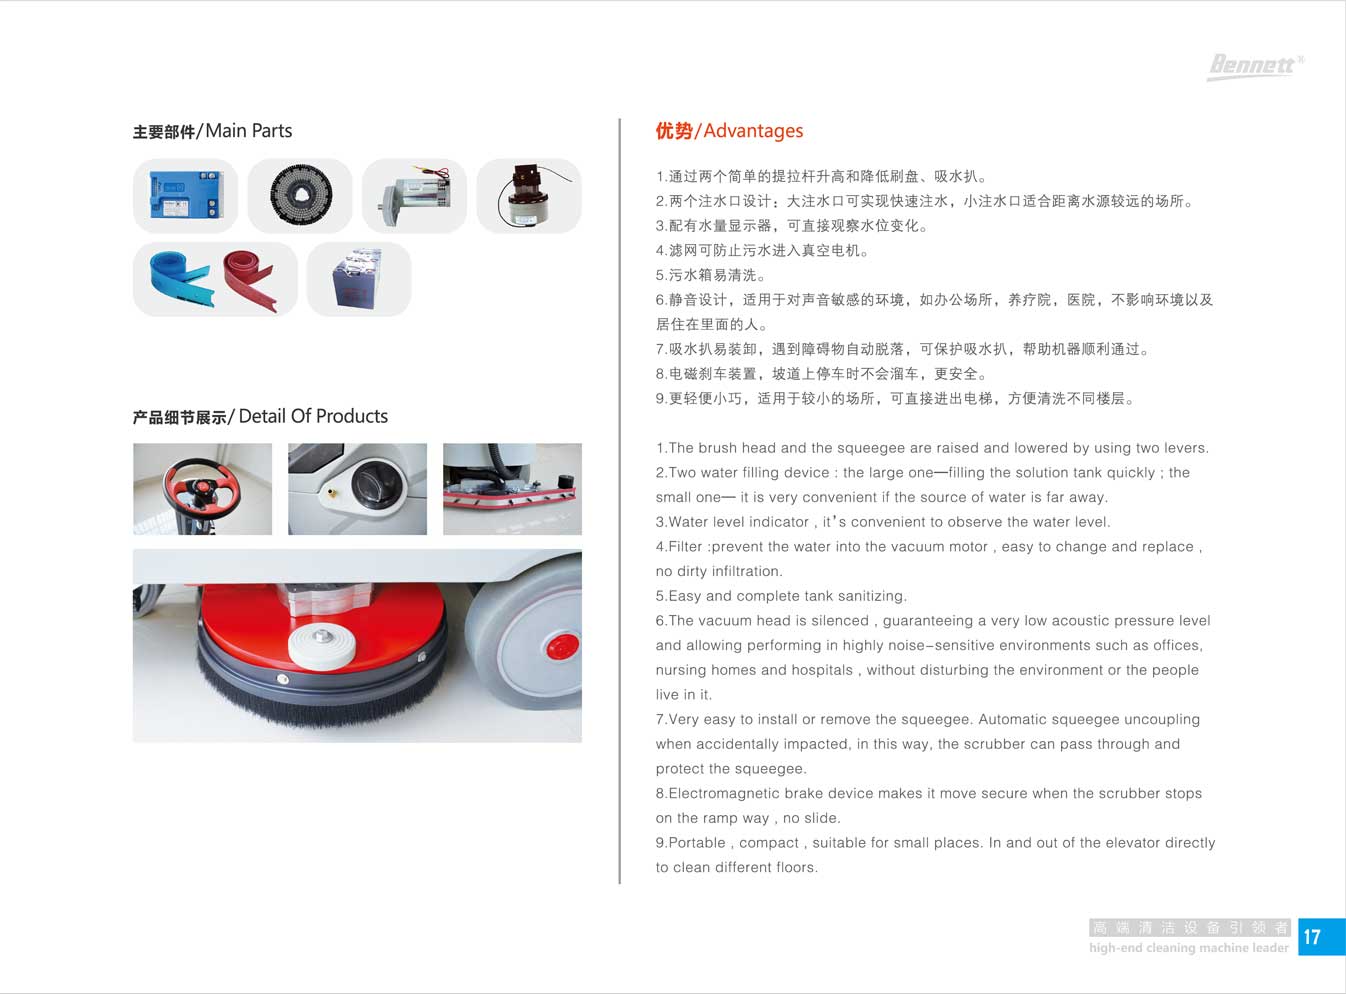 Bennett®
主要部件/Main Parts
产品细节展示/ Detail Of Products
优势/Advantages
1.通过两个简单的提拉杆升高和降低刷盘、吸水扒。
2.两个注水口设计；大注水口可实现快速注水，小注水口适合距离水源较远的场所。
3.配有水量显示器，可直接观察水位变化。
4.滤网可防止污水进入真空电机。
5.污水箱易清洗。
6.静音设计，适用于对声音敏感的环境，如办公场所，养疗院，医院，不影响环境以及
居住在里面的人。
7.吸水扒易装卸，遇到障碍物自动脱落，可保护吸水扒，帮助机器顺利通过。
8.电磁刹车装置，坡道上停车时不会溜车，更安全。
9.更轻便小巧，适用于较小的场所，可直接进出电梯，方便清洗不同楼层。
1.The brush head and the squeegee are raised and lowered by using two levers.
2.Two water filling device : the large one—filling the solution tank quickly ; the
small one— it is very convenient if the source of water is far away.
3.Water level indicator , it's convenient to observe the water level.
4.Filter :prevent the water into the vacuum motor , easy to change and replace ,
no dirty infiltration.
5.Easy and complete tank sanitizing.
6.The vacuum head is silenced , guaranteeing a very low acoustic pressure level
and allowing performing in highly noise-sensitive environments such as offices,
nursing homes and hospitals , without disturbing the environment or the people
live in it.
7.Very easy to install or remove the squeegee. Automatic squeegee uncoupling
when accidentally impacted, in this way, the scrubber can pass through and
protect the squeegee.
8.Electromagnetic brake device makes it move secure when the scrubber stops
on the ramp way , no slide.
9.Portable , compact , suitable for small places. In and out of the elevator directly
to clean different floors.
高端清洁设备引领者
high-end cleaning machine leader
17